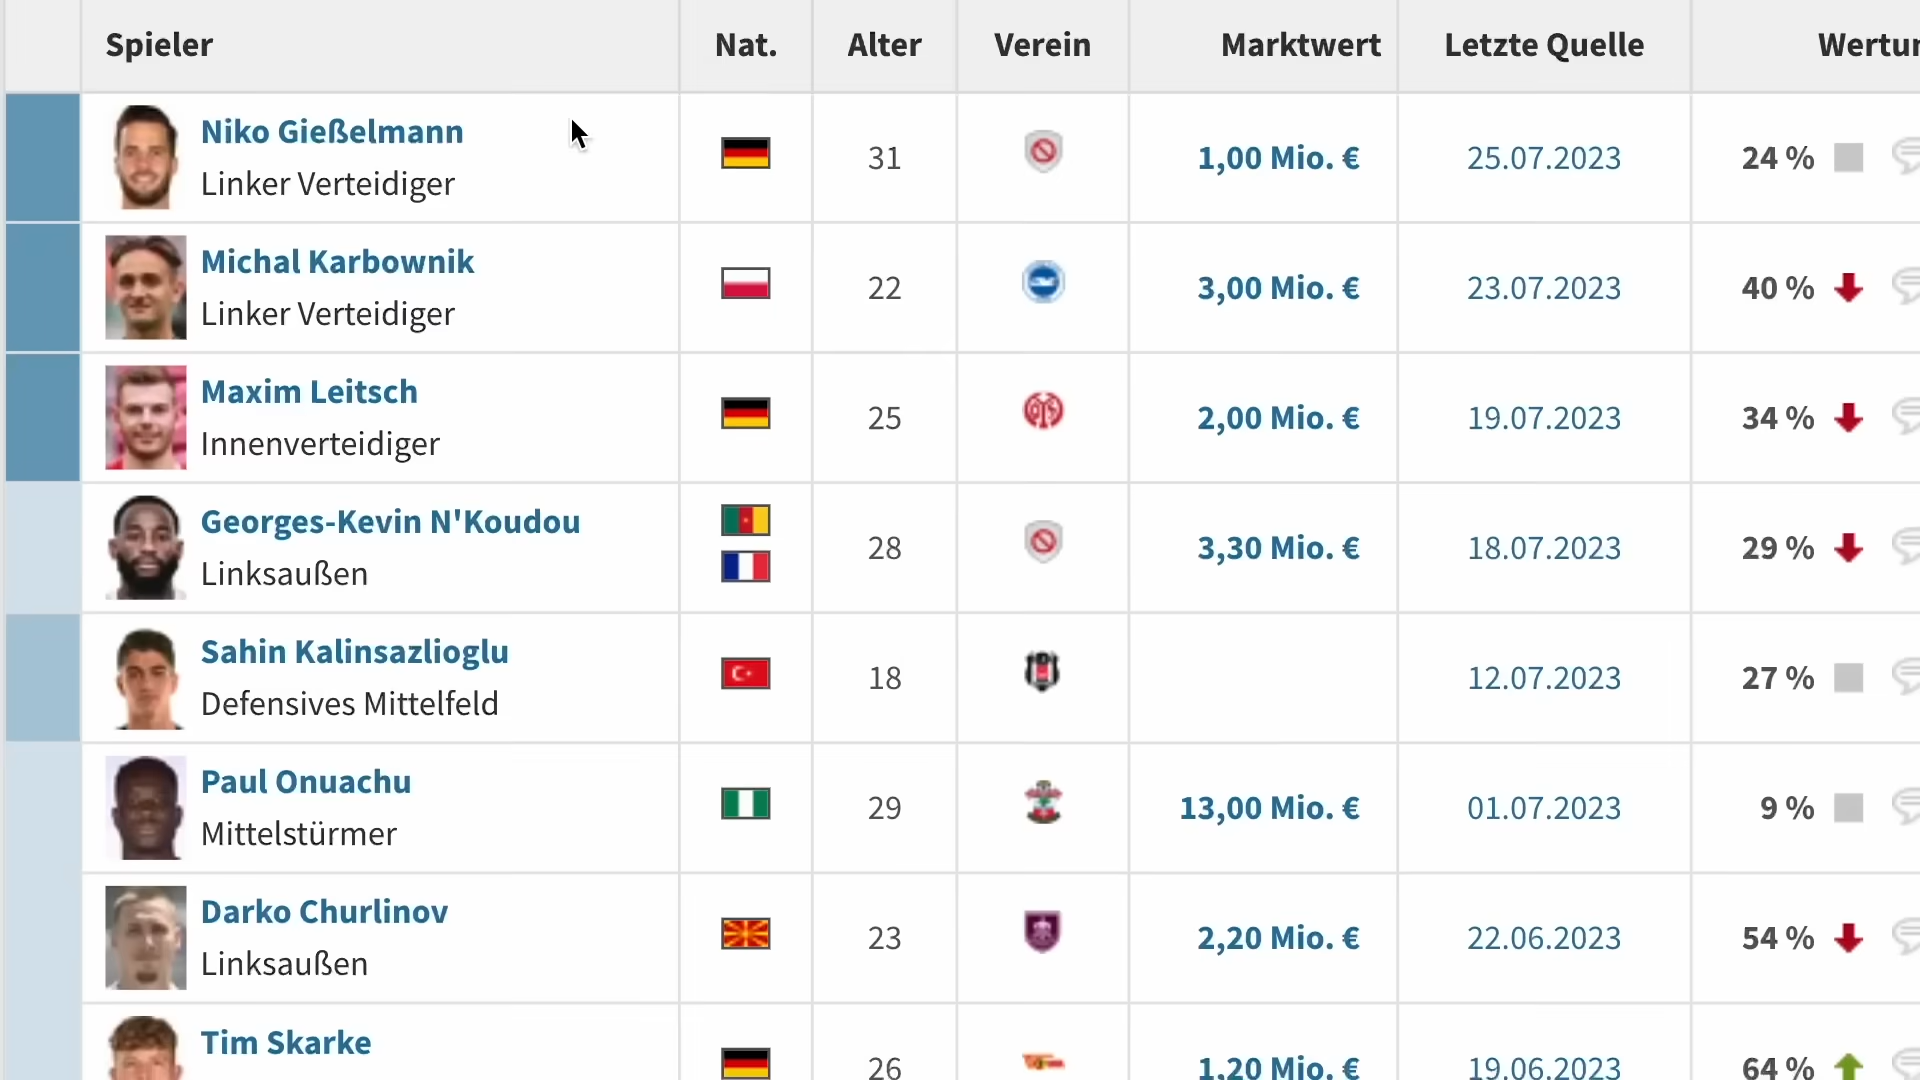 Spieler Nat. Alter Verein Marktwert Letzte Quelle Wertun
Niko Gießelmann
Linker Verteidiger
31 1,00 Mio. € 25.07.2023 24 %
Michal Karbownik
Linker Verteidiger
22 3,00 Mio. € 23.07.2023 40 %
Maxim Leitsch
Innenverteidiger
25 2,00 Mio. € 19.07.2023 34 %
Georges-Kevin N'Koudou
Linksaußen
28 3,30 Mio. € 18.07.2023 29 %
Sahin Kalinsazlioglu
Defensives Mittelfeld
18 12.07.2023 27 %
Paul Onuachu
Mittelstürmer
29 13,00 Mio. € 01.07.2023 9 %
Darko Churlinov
Linksaußen
23 2,20 Mio. € 22.06.2023 54 %
Tim Skarke
26 1,20 Mio. € 19.06.2023 64 %